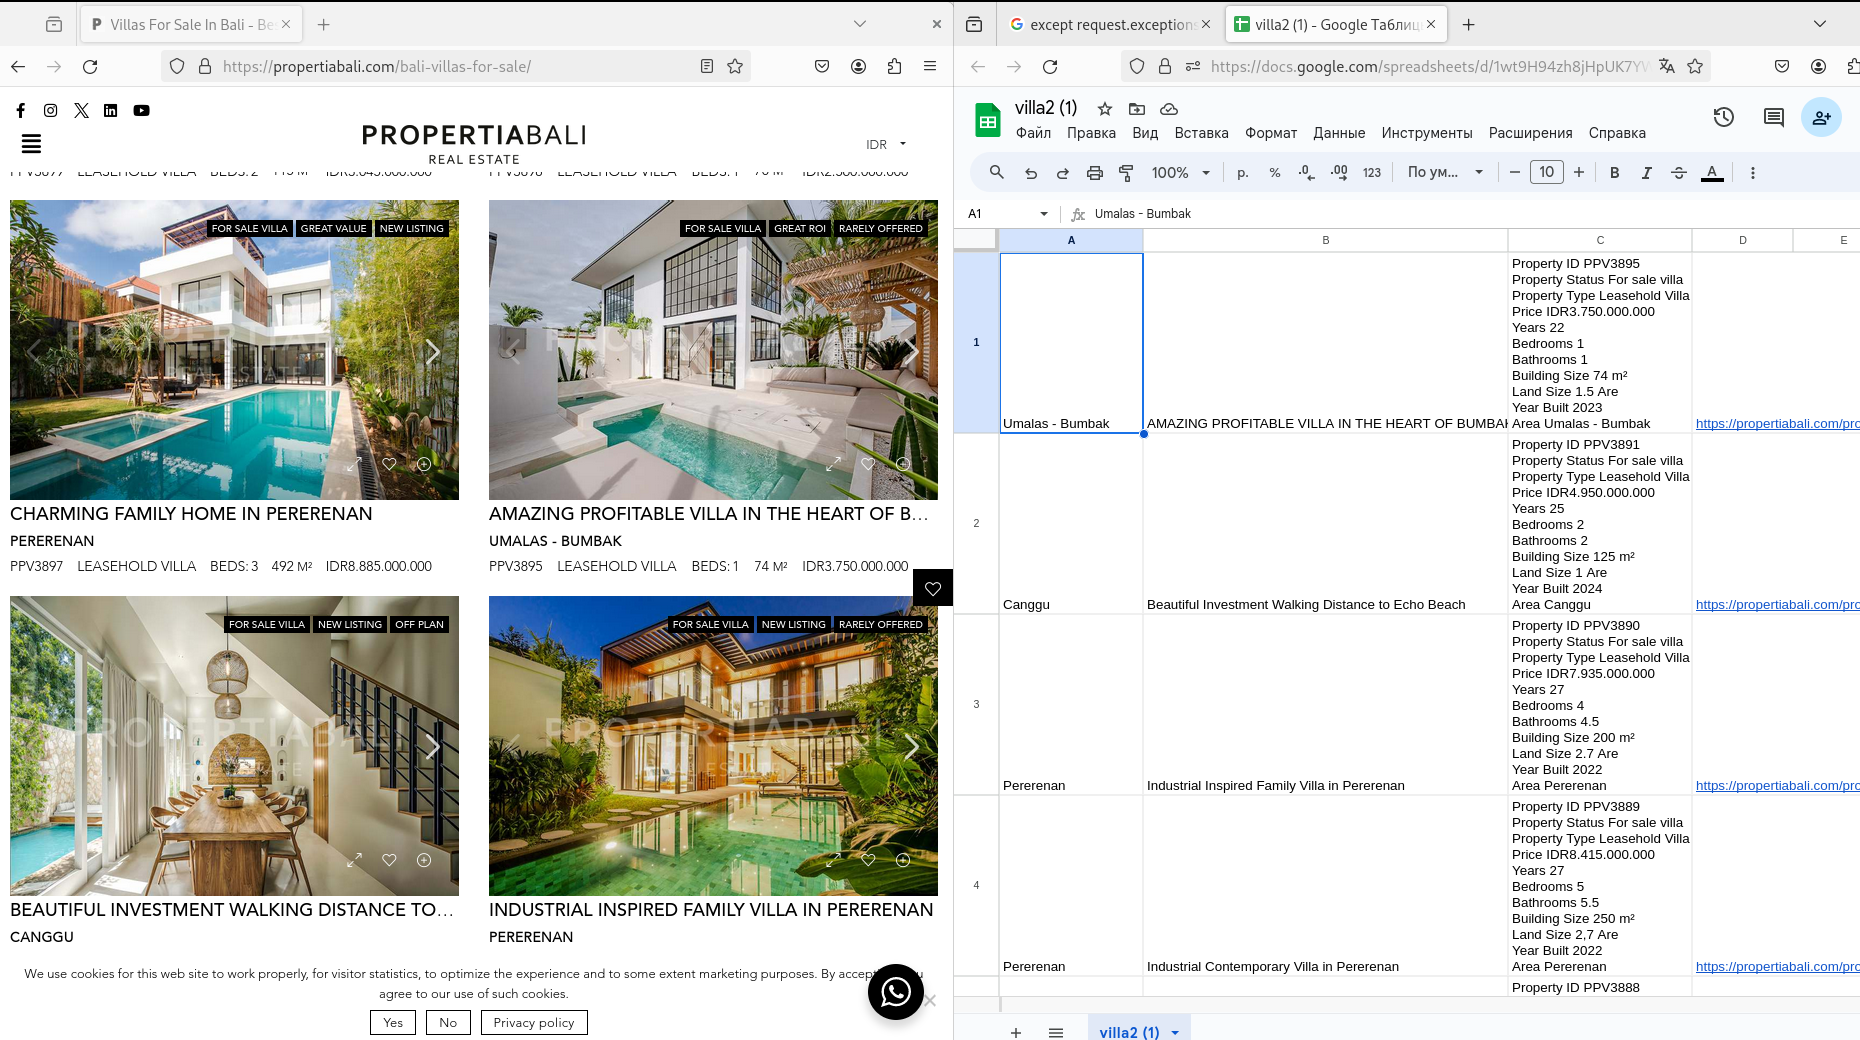 Villas For Sale In Bali - Be
https://propertiabali.com/bali-villas-for-sale/
PROPERTIABALI
REAL ESTATE
IDR
FOR SALE VILLA GREAT VALUE NEW LISTING
PROPERTIABALI
REAL ESTATE
CHARMING FAMILY HOME IN PERERENAN
PERERENAN
PPV3897 LEASEHOLD VILLA BEDS: 3 492 M² IDR8.885.000.000
FOR SALE VILLA GREAT ROI RARELY OFFERED
AMAZING PROFITABLE VILLA IN THE HEART OF B...
UMALAS - BUMBAK
PPV3895 LEASEHOLD VILLA BEDS: 1 74 M² IDR3.750.000.000
FOR SALE VILLA NEW LISTING OFF PLAN
PROPERTIABALI
REAL ESTATE
BEAUTIFUL INVESTMENT WALKING DISTANCE TO...
CANGGU
FOR SALE VILLA NEW LISTING RARELY OFFERED
PROPERTIABALI
REAL ESTATE
INDUSTRIAL INSPIRED FAMILY VILLA IN PERERENAN
PERERENAN
We use cookies for this web site to work properly, for visitor statistics, to optimize the experience and to some extent marketing purposes. By accep
agree to our use of such cookies.
Yes No Privacy policy
except request.exceptions
villa2 (1) - Google Таблиц
https://docs.google.com/spreadsheets/d/1wt9H94zh8jHpUK7YV
villa2 (1)
Файл Правка Вид Вставка Формат Данные Инструменты Расширения Справка
100% р. % .0 .00 123 По ум... 10 B I A
A1 fx Umalas - Bumbak
A B C D E
1
Umalas - Bumbak
AMAZING PROFITABLE VILLA IN THE HEART OF BUMBAK
Property ID PPV3895
Property Status For sale villa
Property Type Leasehold Villa
Price IDR3.750.000.000
Years 22
Bedrooms 1
Bathrooms 1
Building Size 74 m²
Land Size 1.5 Are
Year Built 2023
Area Umalas - Bumbak
https://propertiabali.com/pro
2
Canggu
Beautiful Investment Walking Distance to Echo Beach
Property ID PPV3891
Property Status For sale villa
Property Type Leasehold Villa
Price IDR4.950.000.000
Years 25
Bedrooms 2
Bathrooms 2
Building Size 125 m²
Land Size 1 Are
Year Built 2024
Area Canggu
https://propertiabali.com/pro
3
Pererenan
Industrial Inspired Family Villa in Pererenan
Property ID PPV3890
Property Status For sale villa
Property Type Leasehold Villa
Price IDR7.935.000.000
Years 27
Bedrooms 4
Bathrooms 4.5
Building Size 200 m²
Land Size 2.7 Are
Year Built 2022
Area Pererenan
https://propertiabali.com/pro
4
Pererenan
Industrial Contemporary Villa in Pererenan
Property ID PPV3889
Property Status For sale villa
Property Type Leasehold Villa
Price IDR8.415.000.000
Years 27
Bedrooms 5
Bathrooms 5.5
Building Size 250 m²
Land Size 2,7 Are
Year Built 2022
Area Pererenan
https://propertiabali.com/pro
Property ID PPV3888
villa2 (1)